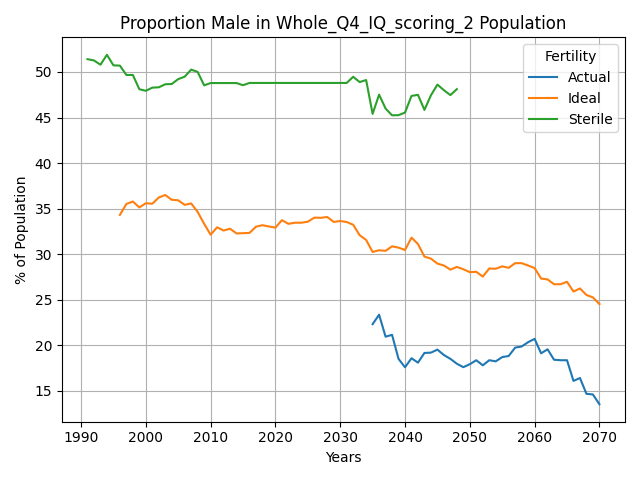 Proportion Male in Whole_Q4_IQ_scoring_2 Population
Fertility
Actual
Ideal
Sterile
% of Population
50
45
40
35
30
25
20
15
1990 2000 2010 2020 2030 2040 2050 2060 2070
Years